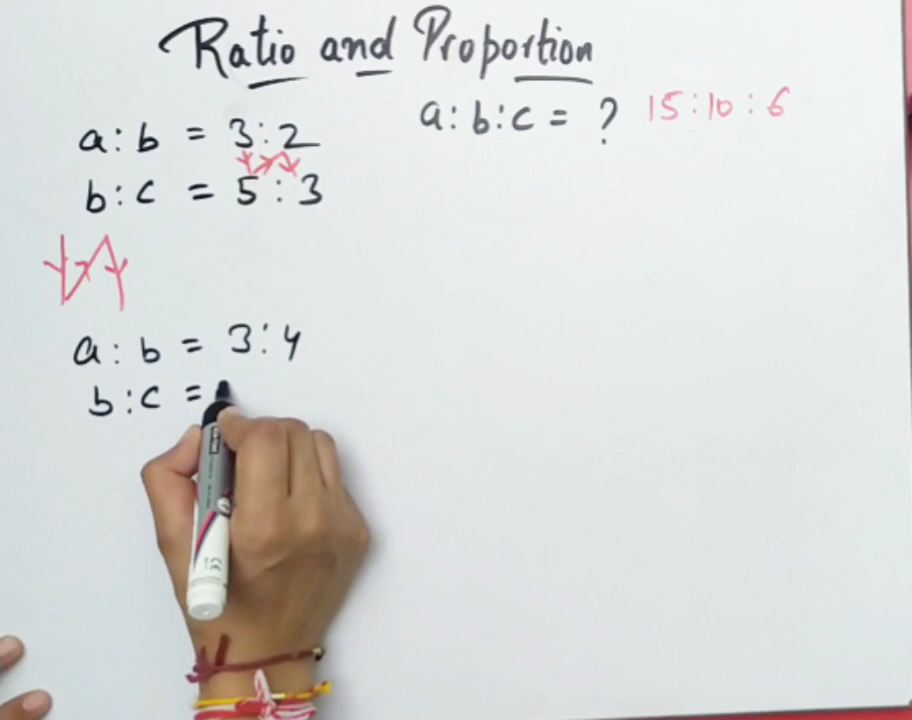 Ratio and Proportion
a : b = 3 : 2
b : c = 5 : 3
a : b : c = ? 15 : 10 : 6
a : b = 3 : 4
b : c =